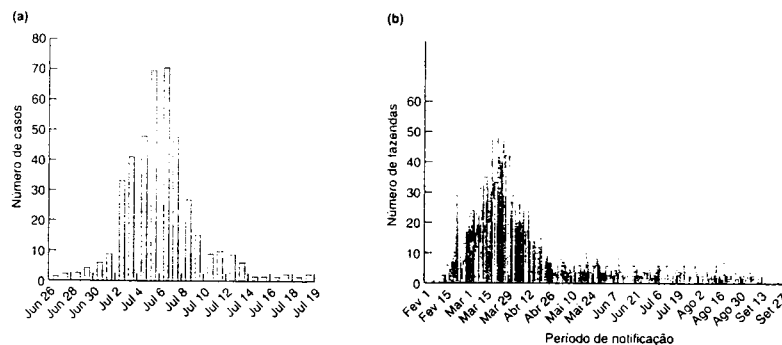 (a)
Número de casos
80
70
60
50
40
30
20
10
0
Jun 26
Jun 28
Jun 30
Jul 2
Jul 4
Jul 6
Jul 8
Jul 10
Jul 12
Jul 14
Jul 16
Jul 18
Jul 19
(b)
Número de fazendas
60
50
40
30
20
10
0
Fev 1
Fev 15
Mar 1
Mar 15
Mar 29
Abr 12
Abr 26
Mai 10
Mai 24
Jun 7
Jun 21
Jul 6
Jul 19
Ago 2
Ago 16
Ago 30
Set 13
Set 27
Período de notificação